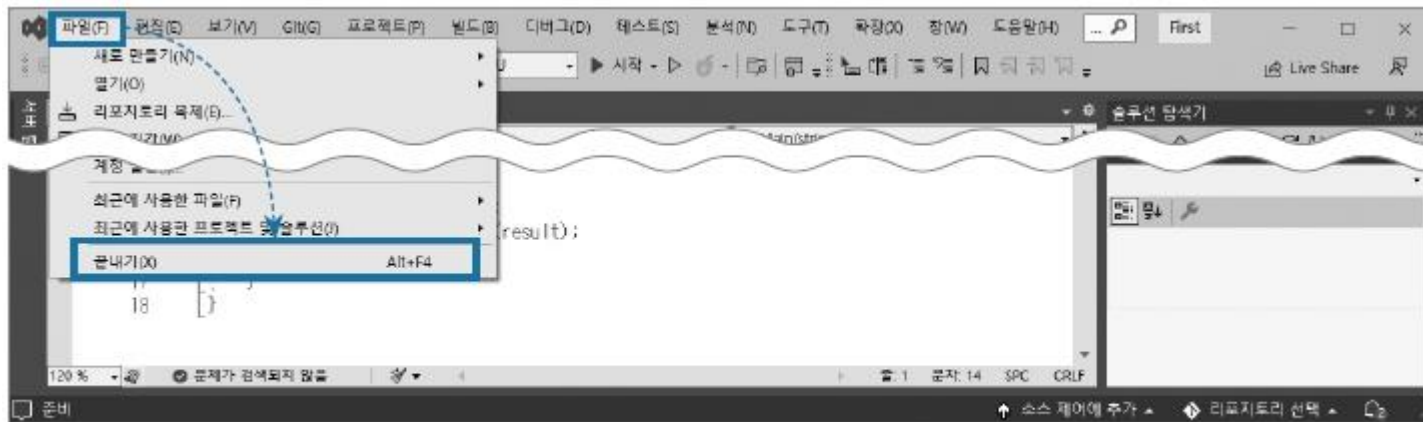 파일(F) 편집(E) 보기(V) Git(G) 프로젝트(P) 빌드(B) 디버그(D) 테스트(S) 분석(N) 도구(T) 확장(X) 창(W) 도움말(H) ... First
새로 만들기(N)
시작
Live Share
열기(O)
리포지토리 복제(E)...
솔루션 탐색기
최근에 사용한 파일(F)
최근에 사용한 프로젝트 및 솔루션(J)
(result);
끝내기(X) Alt+F4
17 }
18 }
120 % 문제가 검색되지 않음 줄: 1 문자: 14 SPC CRLF
준비 소스 제어에 추가 리포지토리 선택 2